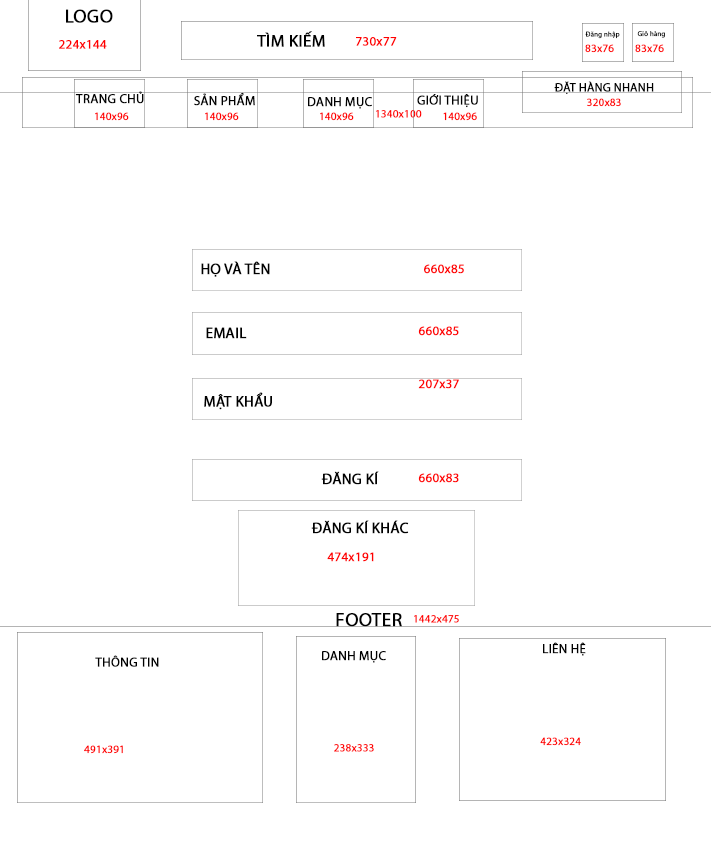 LOGO
224x144
TÌM KIẾM 730x77
Đăng nhập
83x76
Giỏ hàng
83x76
TRANG CHỦ
140x96
SẢN PHẨM
140x96
DANH MỤC
140x96
1340x100
GIỚI THIỆU
140x96
ĐẶT HÀNG NHANH
320x83
HỌ VÀ TÊN 660x85
EMAIL 660x85
207x37
MẬT KHẨU
ĐĂNG KÍ 660x83
ĐĂNG KÍ KHÁC
474x191
FOOTER 1442x475
THÔNG TIN
491x391
DANH MỤC
238x333
LIÊN HỆ
423x324